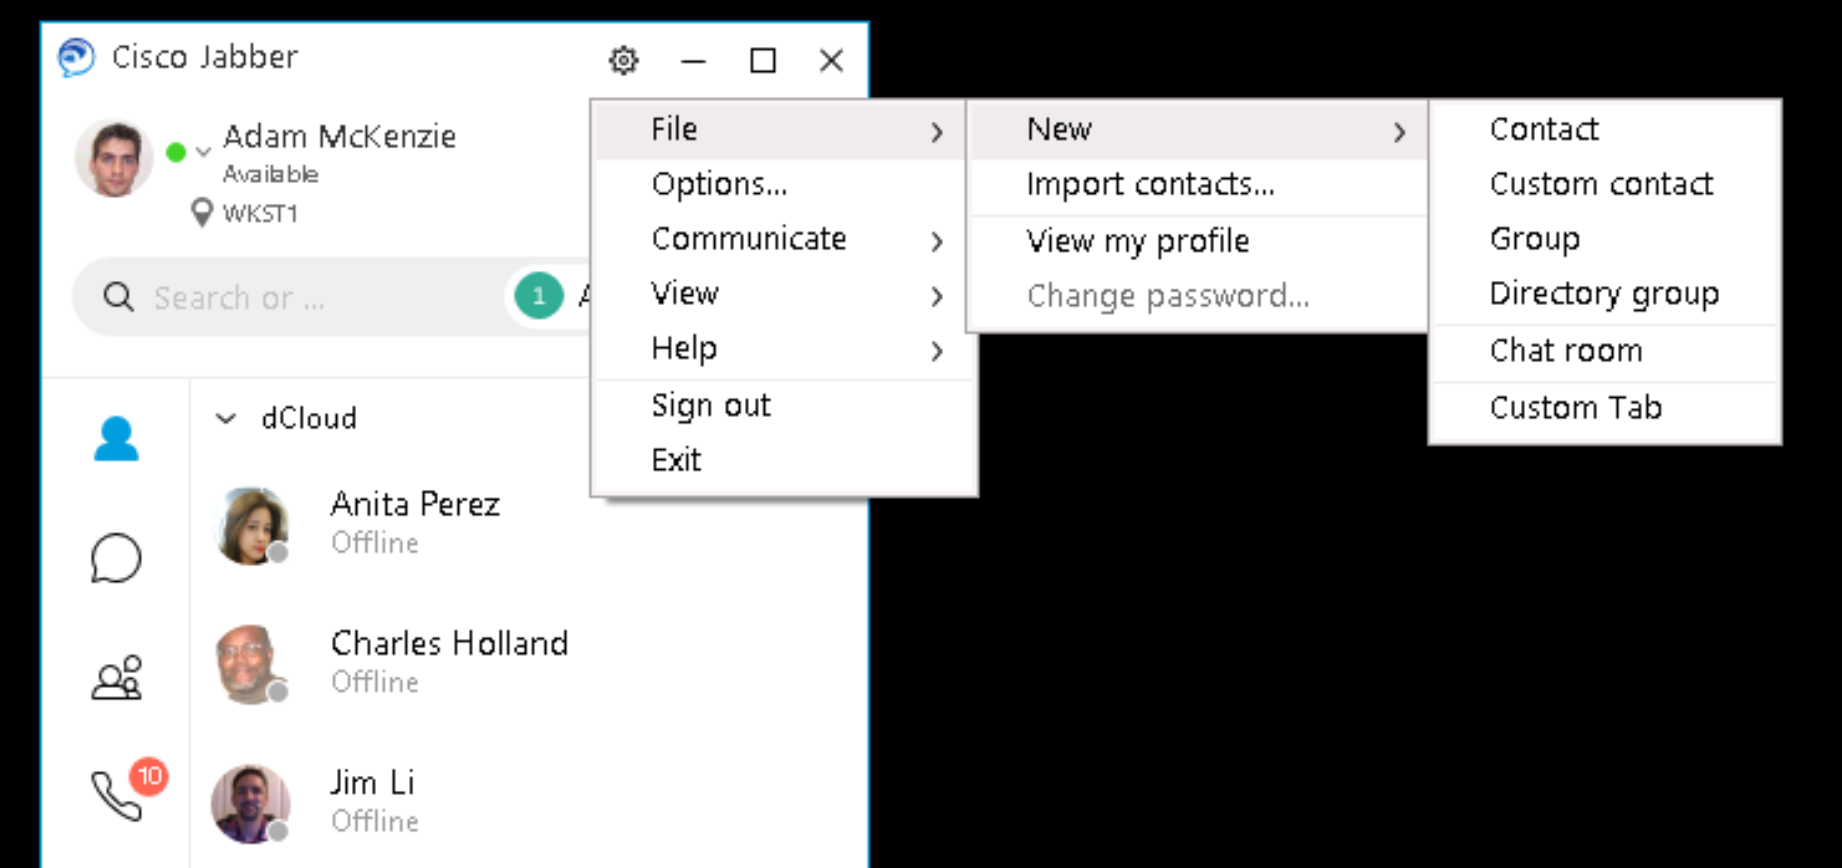 Cisco Jabber
Adam McKenzie
Available
WKST1
Search or ...
1
A
File
Options...
Communicate
View
Help
Sign out
Exit
New
Import contacts...
View my profile
Change password...
Contact
Custom contact
Group
Directory group
Chat room
Custom Tab
dCloud
Anita Perez
Offline
Charles Holland
Offline
10
Jim Li
Offline